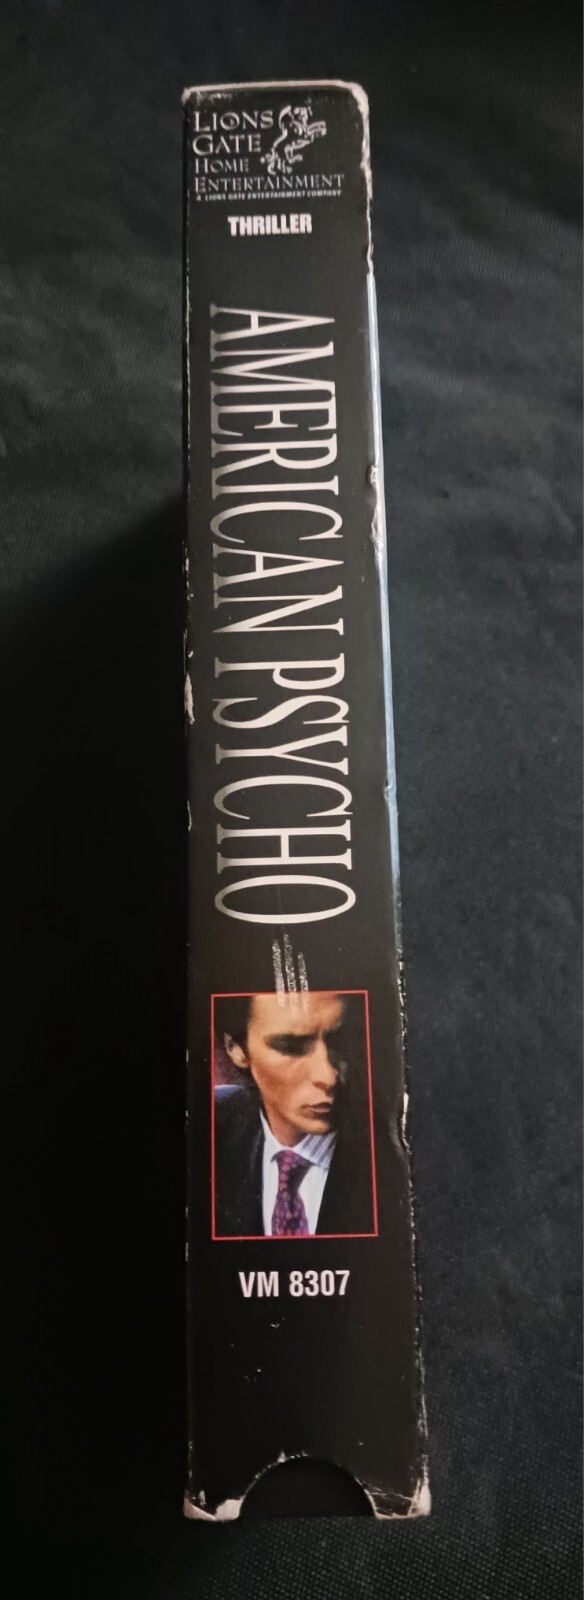 LIONS
GATE
HOME
ENTERTAINMENT
A LIONS GATE ENTERTAINMENT COMPANY
THRILLER
AMERICAN PSYCHO
VM 8307